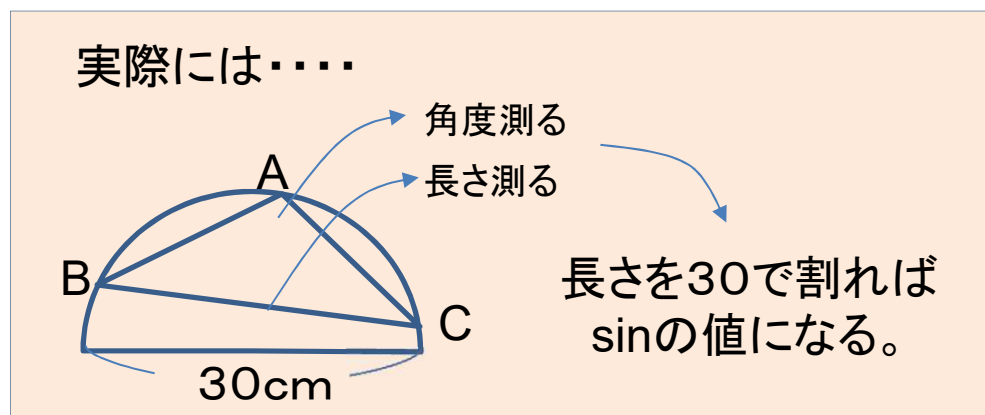 実際には・・・・
角度測る
長さ測る
A
B
C
30cm
長さを30で割れば
sinの値になる。